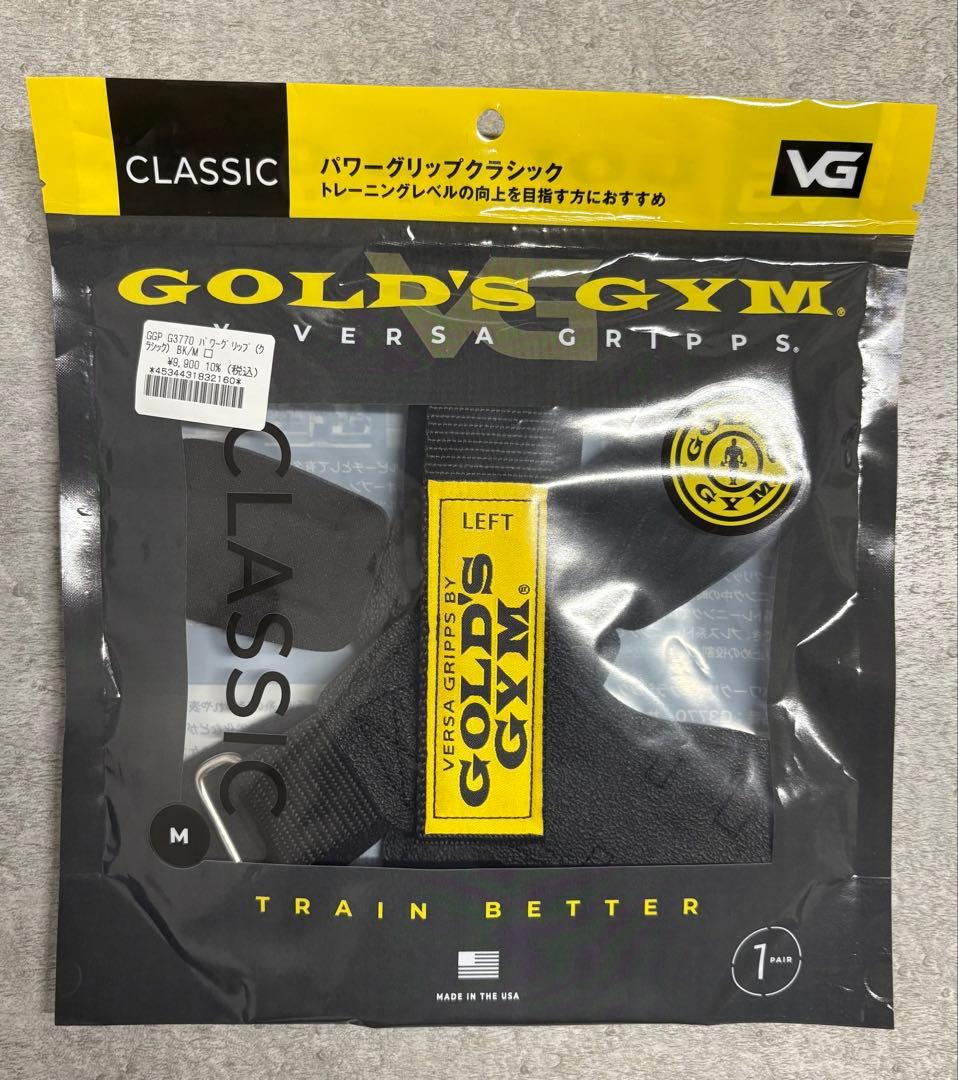 CLASSIC
パワーグリップクラシック
トレーニングレベルの向上を目指す方におすすめ
VG
GOLD'S GYM®
VERSA GRIPPS®
GGP G3770 パワーグリップ (ク
ラシック) BK/M □
¥9,900 10% (税込)
*4534431832160*
CLASSIC
LEFT
VERSA GRIPPS BY
GOLD'S
GYM®
GYM
M
TRAIN BETTER
1 PAIR
MADE IN THE USA